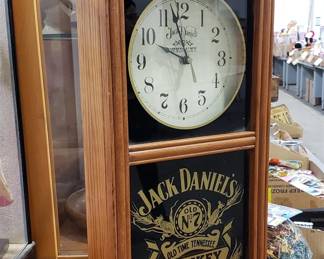 12
11
1
10
2
9
3
8
4
7
5
6
Jack Daniel's
JACK DANIEL'S
OLD
No. 7
OLD TIME TENNESSEE
WHISKEY